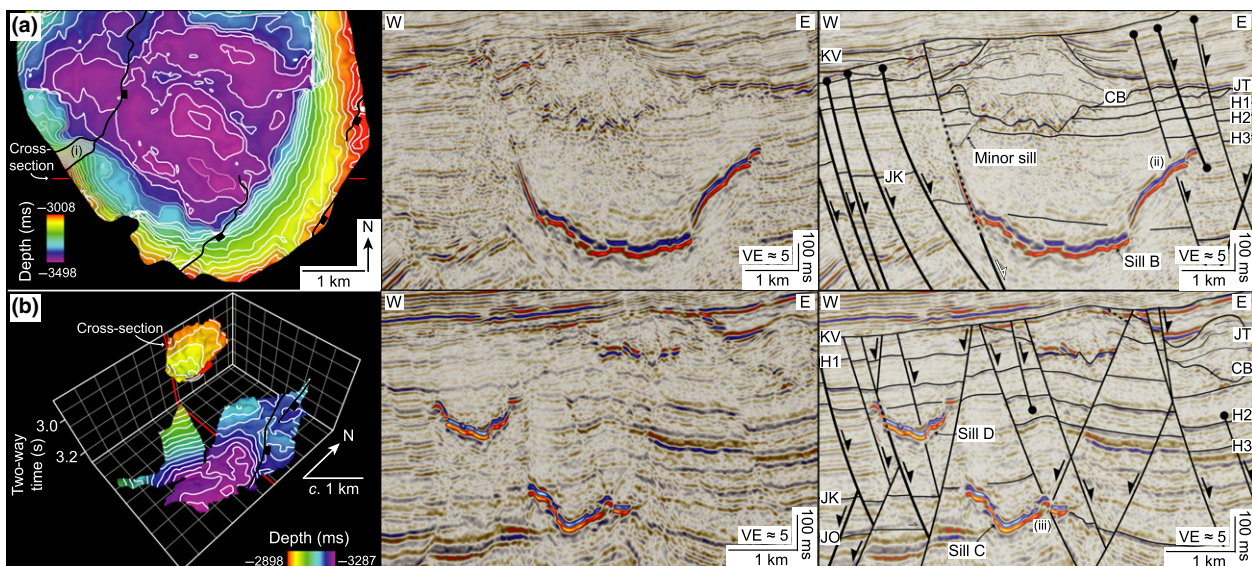 (a)
(i)
Cross-
section
Depth (ms)
–3008
–3498
N
1 km
W
E
VE ≈ 5
1 km
100 ms
W
E
KV
JT
CB
H1
H2
H3
Minor sill
(ii)
JK
Sill B
VE ≈ 5
1 km
100 ms
(b)
Cross-section
3.0
3.2
Two-way
time (s)
N
c. 1 km
Depth (ms)
–2898
–3287
W
E
VE ≈ 5
1 km
100 ms
W
E
KV
JT
H1
CB
H2
Sill D
H3
JK
(iii)
JO
Sill C
VE ≈ 5
1 km
100 ms